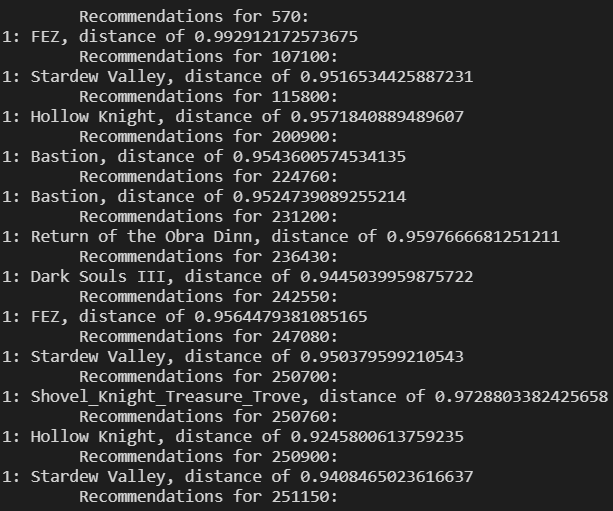 Recommendations for 570:
1: FEZ, distance of 0.992912172573675
Recommendations for 107100:
1: Stardew Valley, distance of 0.9516534425887231
Recommendations for 115800:
1: Hollow Knight, distance of 0.9571840889489607
Recommendations for 200900:
1: Bastion, distance of 0.9543600574534135
Recommendations for 224760:
1: Bastion, distance of 0.9524739089255214
Recommendations for 231200:
1: Return of the Obra Dinn, distance of 0.9597666681251211
Recommendations for 236430:
1: Dark Souls III, distance of 0.9445039959875722
Recommendations for 242550:
1: FEZ, distance of 0.9564479381085165
Recommendations for 247080:
1: Stardew Valley, distance of 0.950379599210543
Recommendations for 250700:
1: Shovel_Knight_Treasure_Trove, distance of 0.9728803382425658
Recommendations for 250760:
1: Hollow Knight, distance of 0.9245800613759235
Recommendations for 250900:
1: Stardew Valley, distance of 0.9408465023616637
Recommendations for 251150: